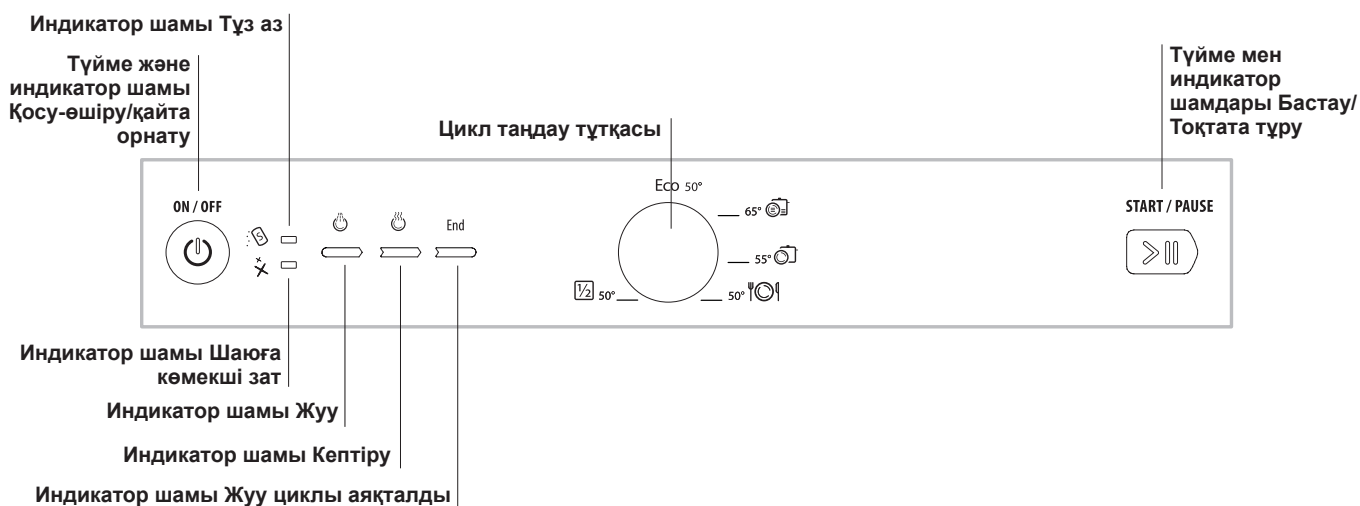 Индикатор шамы Тұз аз
Түйме және
индикатор шамы
Қосу-өшіру/қайта
орнату
Цикл таңдау тұтқасы
Түйме мен
индикатор
шамдары Бастау/
Тоқтата тұру
ON / OFF
S
End
Eco 50°
65°
55°
50°
½ 50°
START / PAUSE
Индикатор шамы Шаюға
көмекші зат
Индикатор шамы Жуу
Индикатор шамы Кептіру
Индикатор шамы Жуу циклы аяқталды